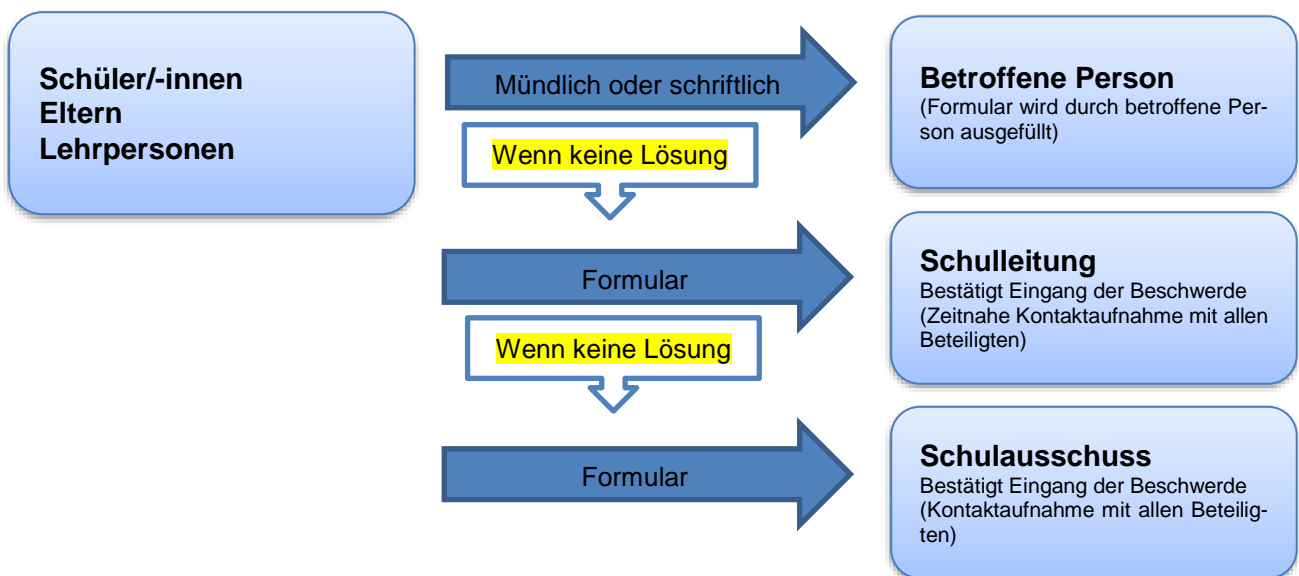 Schüler/-innen
Eltern
Lehrpersonen
Mündlich oder schriftlich
Betroffene Person
(Formular wird durch betroffene Per-
son ausgefüllt)
Wenn keine Lösung
Formular
Schulleitung
Bestätigt Eingang der Beschwerde
(Zeitnahe Kontaktaufnahme mit allen
Beteiligten)
Wenn keine Lösung
Formular
Schulausschuss
Bestätigt Eingang der Beschwerde
(Kontaktaufnahme mit allen Beteilig-
ten)